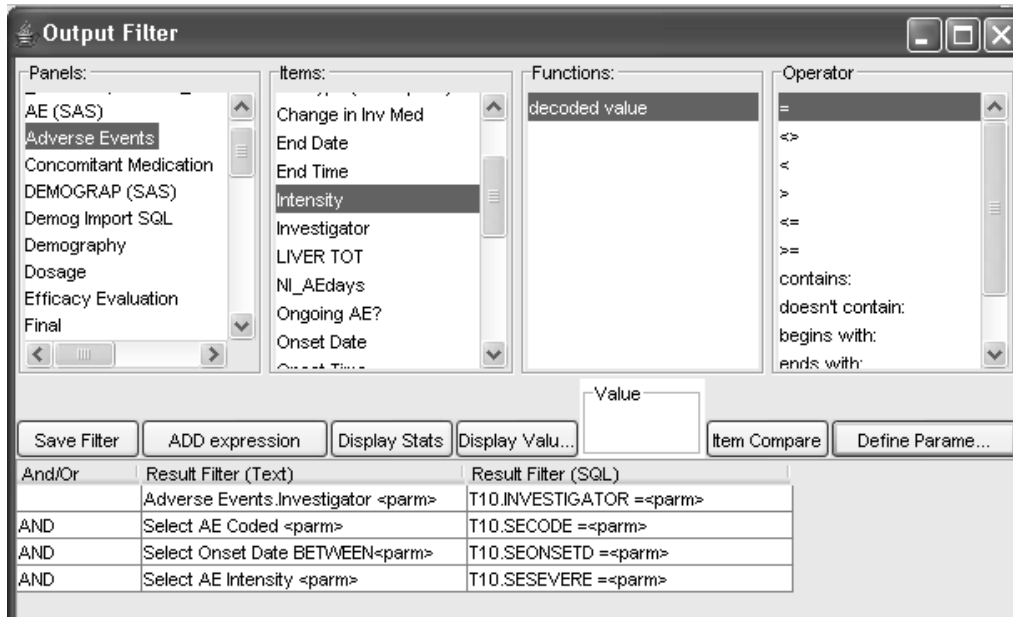 Output Filter
Panels:
AE (SAS)
Adverse Events
Concomitant Medication
DEMOGRAP (SAS)
Demog Import SQL
Demography
Dosage
Efficacy Evaluation
Final
Items:
Change in Inv Med
End Date
End Time
Intensity
Investigator
LIVER TOT
NI_AEdays
Ongoing AE?
Onset Date
Onset Time
Functions:
decoded value
Operator
=
<>
<
>
<=
>=
contains:
doesn't contain:
begins with:
ends with:
Value
Save Filter ADD expression Display Stats Display Valu... Item Compare Define Parame...
And/Or Result Filter (Text) Result Filter (SQL)
Adverse Events.Investigator <parm> T10.INVESTIGATOR =<parm>
AND Select AE Coded <parm> T10.SECODE =<parm>
AND Select Onset Date BETWEEN<parm> T10.SEONSETD =<parm>
AND Select AE Intensity <parm> T10.SESEVERE =<parm>